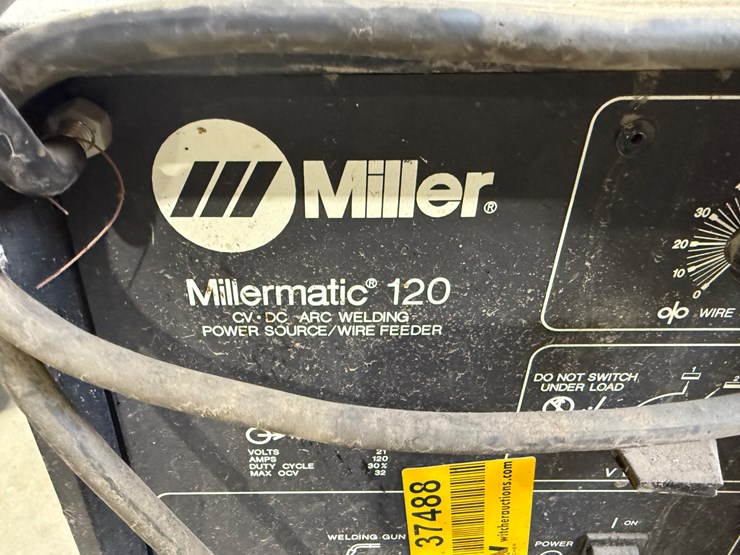 Miller®
Millermatic® 120
CV • DC ARC WELDING
POWER SOURCE/WIRE FEEDER
30
20
10
0
o/o WIRE
DO NOT SWITCH
UNDER LOAD
1
2
VOLTS 21
AMPS 120
DUTY CYCLE 30%
MAX OCV 32
V
37488
witcherauctions.com
WELDING GUN
| ON
POWER